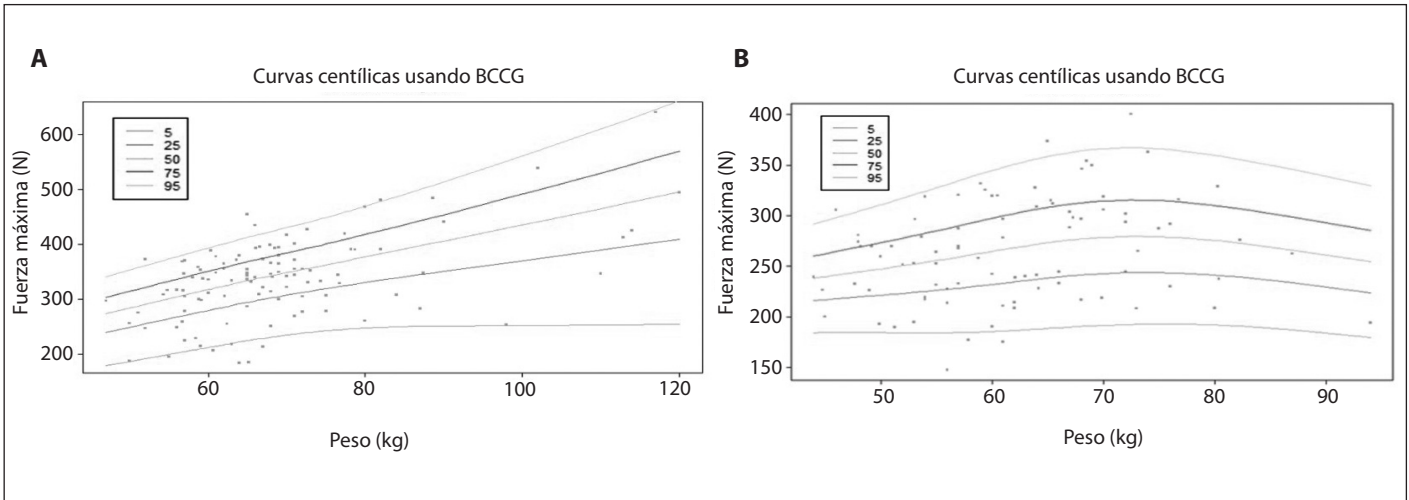 A
Curvas centílicas usando BCCG
5
25
50
75
95
Fuerza máxima (N)
600
500
400
300
200
60 80 100 120
Peso (kg)
B
Curvas centílicas usando BCCG
5
25
50
75
95
Fuerza máxima (N)
400
350
300
250
200
150
50 60 70 80 90
Peso (kg)